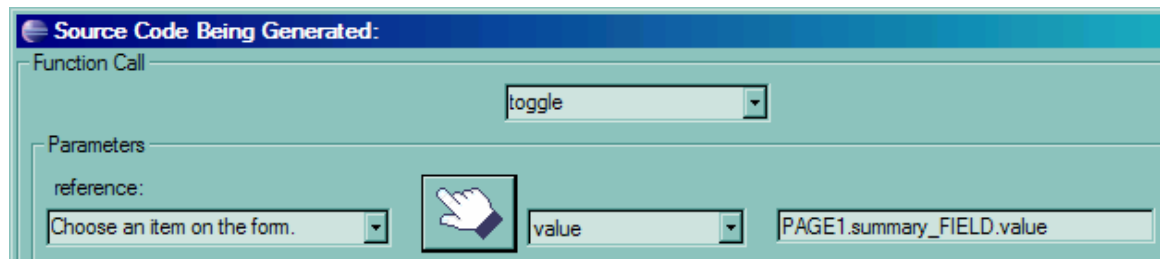 Source Code Being Generated:
Function Call
toggle
Parameters
reference:
Choose an item on the form.
value
PAGE1.summary_FIELD.value